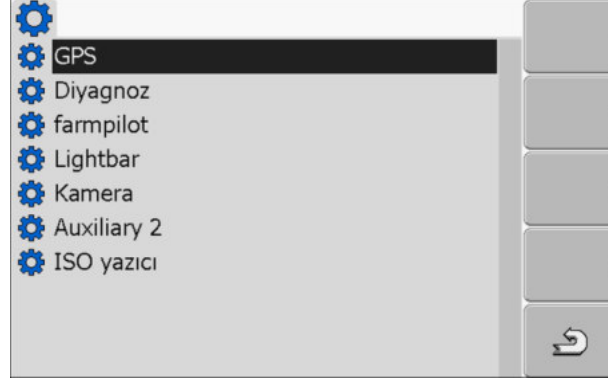 GPS
Diyagnoz
farmpilot
Lightbar
Kamera
Auxiliary 2
ISO yazıcı